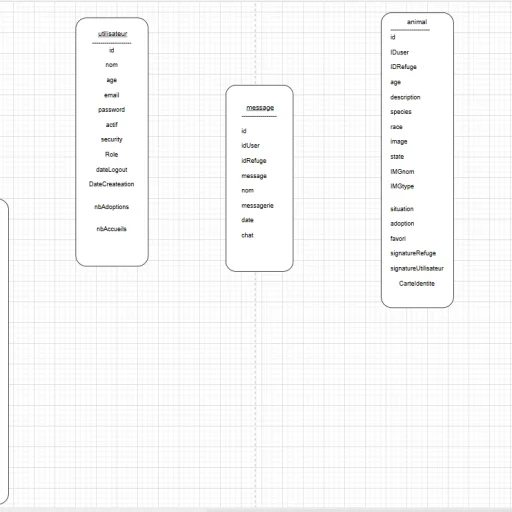 utilisateur
id
nom
age
email
password
actif
security
Role
dateLogout
DateCreateation
nbAdoptions
nbAccueils
message
id
idUser
idRefuge
message
nom
messagerie
date
chat
animal
id
IDuser
IDRefuge
age
description
species
race
image
state
IMGnom
IMGtype
situation
adoption
favori
signatureRefuge
signatureUtilisateur
CarteIdentite